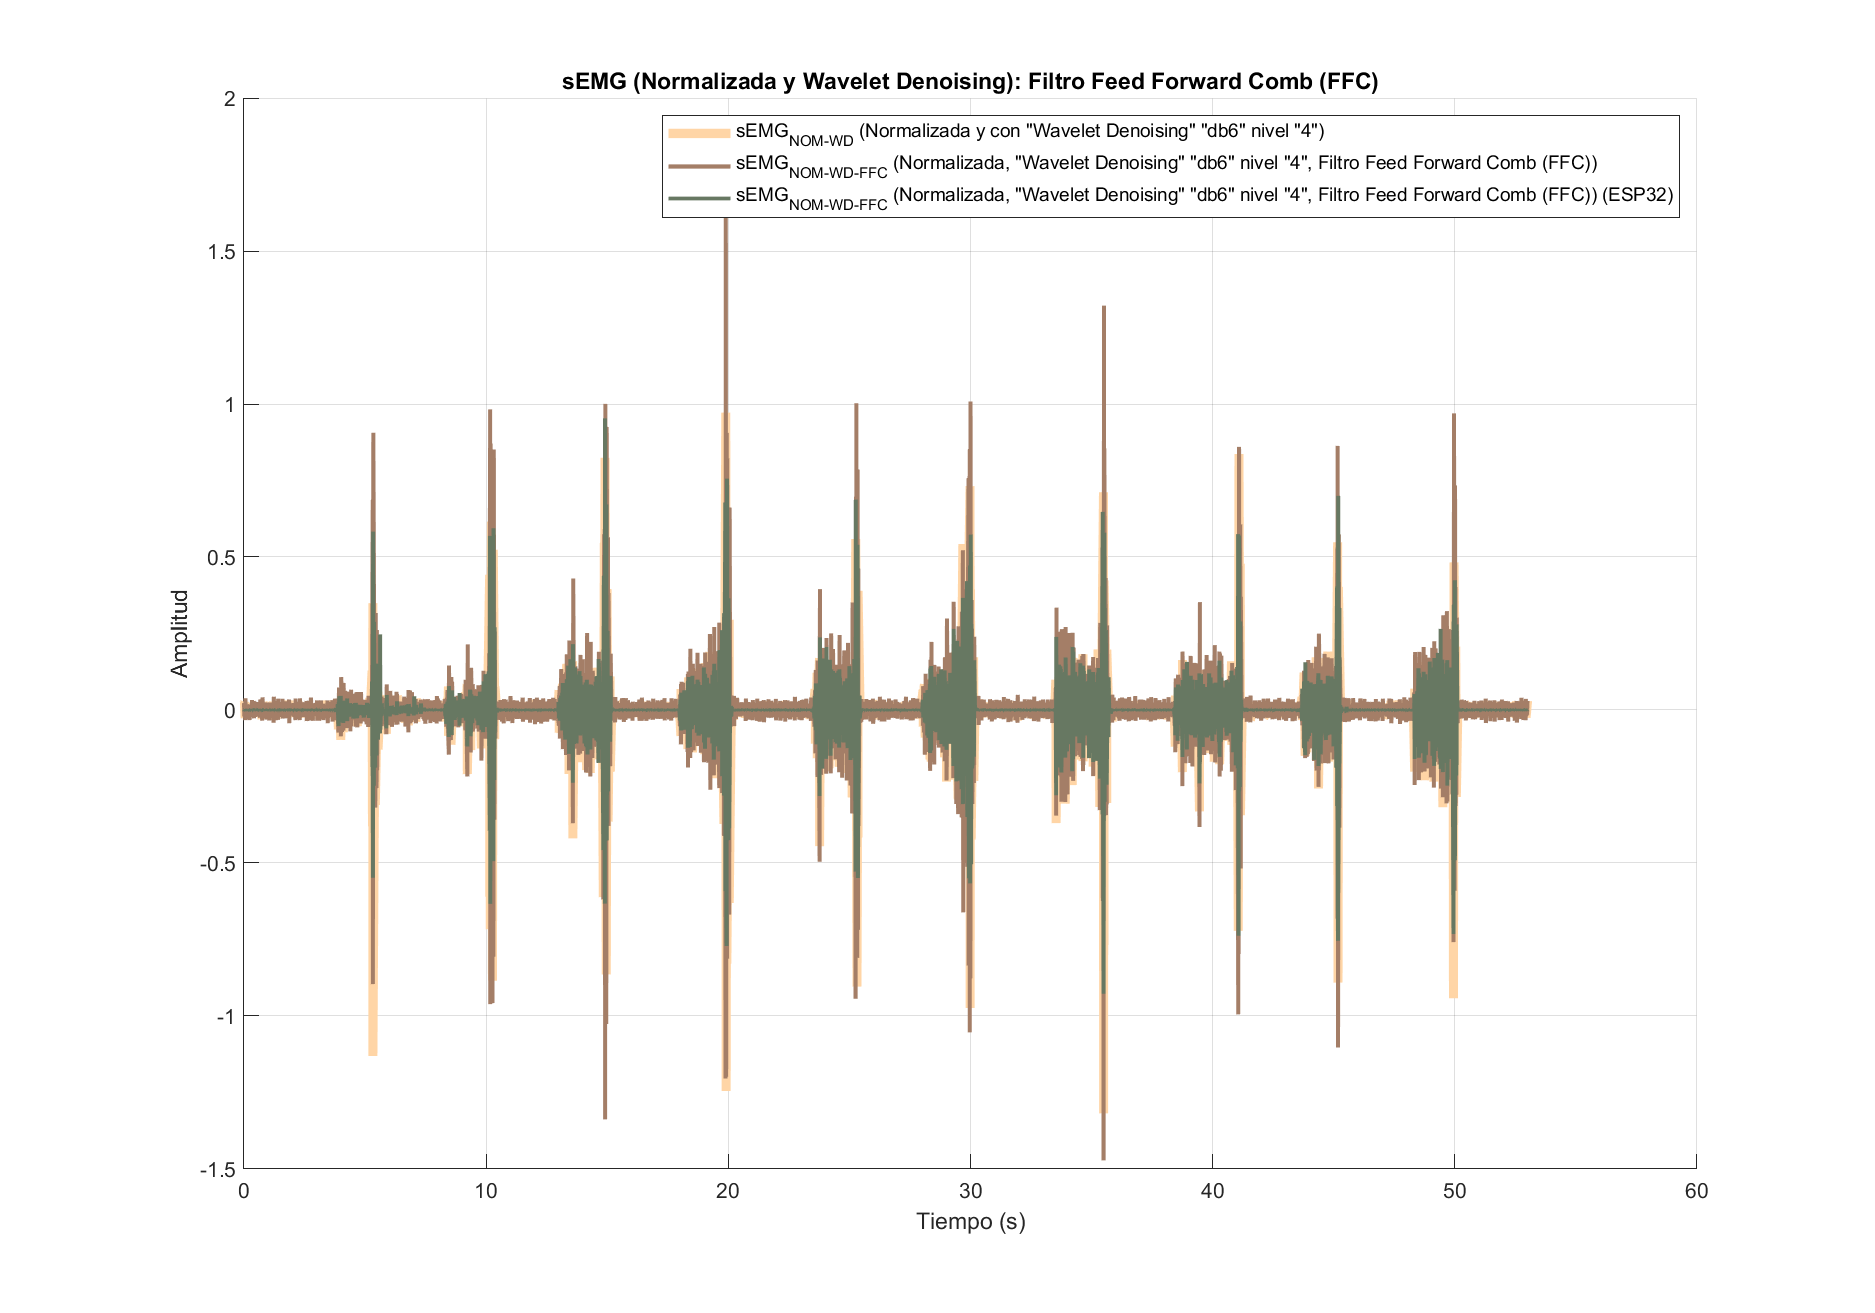 sEMG (Normalizada y Wavelet Denoising): Filtro Feed Forward Comb (FFC)
sEMG_NOM-WD (Normalizada y con "Wavelet Denoising" "db6" nivel "4")
sEMG_NOM-WD-FFC (Normalizada, "Wavelet Denoising" "db6" nivel "4", Filtro Feed Forward Comb (FFC))
sEMG_NOM-WD-FFC (Normalizada, "Wavelet Denoising" "db6" nivel "4", Filtro Feed Forward Comb (FFC)) (ESP32)
2
1.5
1
0.5
0
-0.5
-1
-1.5
Amplitud
0 10 20 30 40 50 60
Tiempo (s)